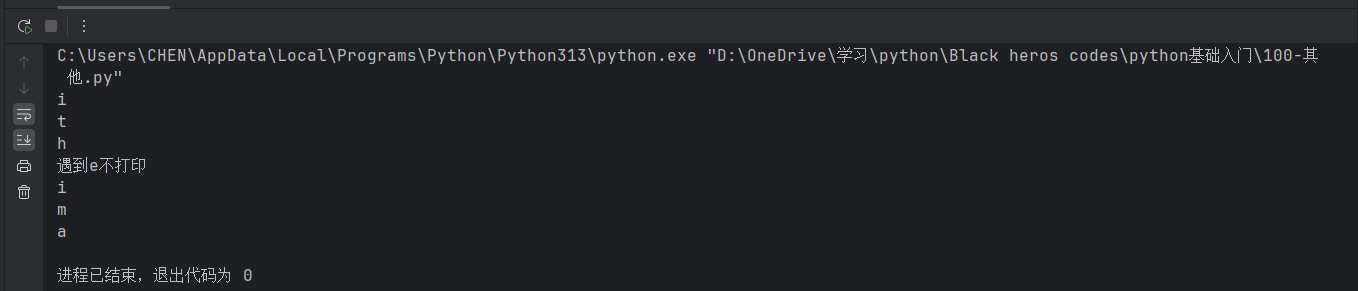 C:\Users\CHEN\AppData\Local\Programs\Python\Python313\python.exe "D:\OneDrive\学习\python\Black heros codes\python基础入门\100-其
他.py"
i
t
h
遇到e不打印
i
m
a
进程已结束，退出代码为 0